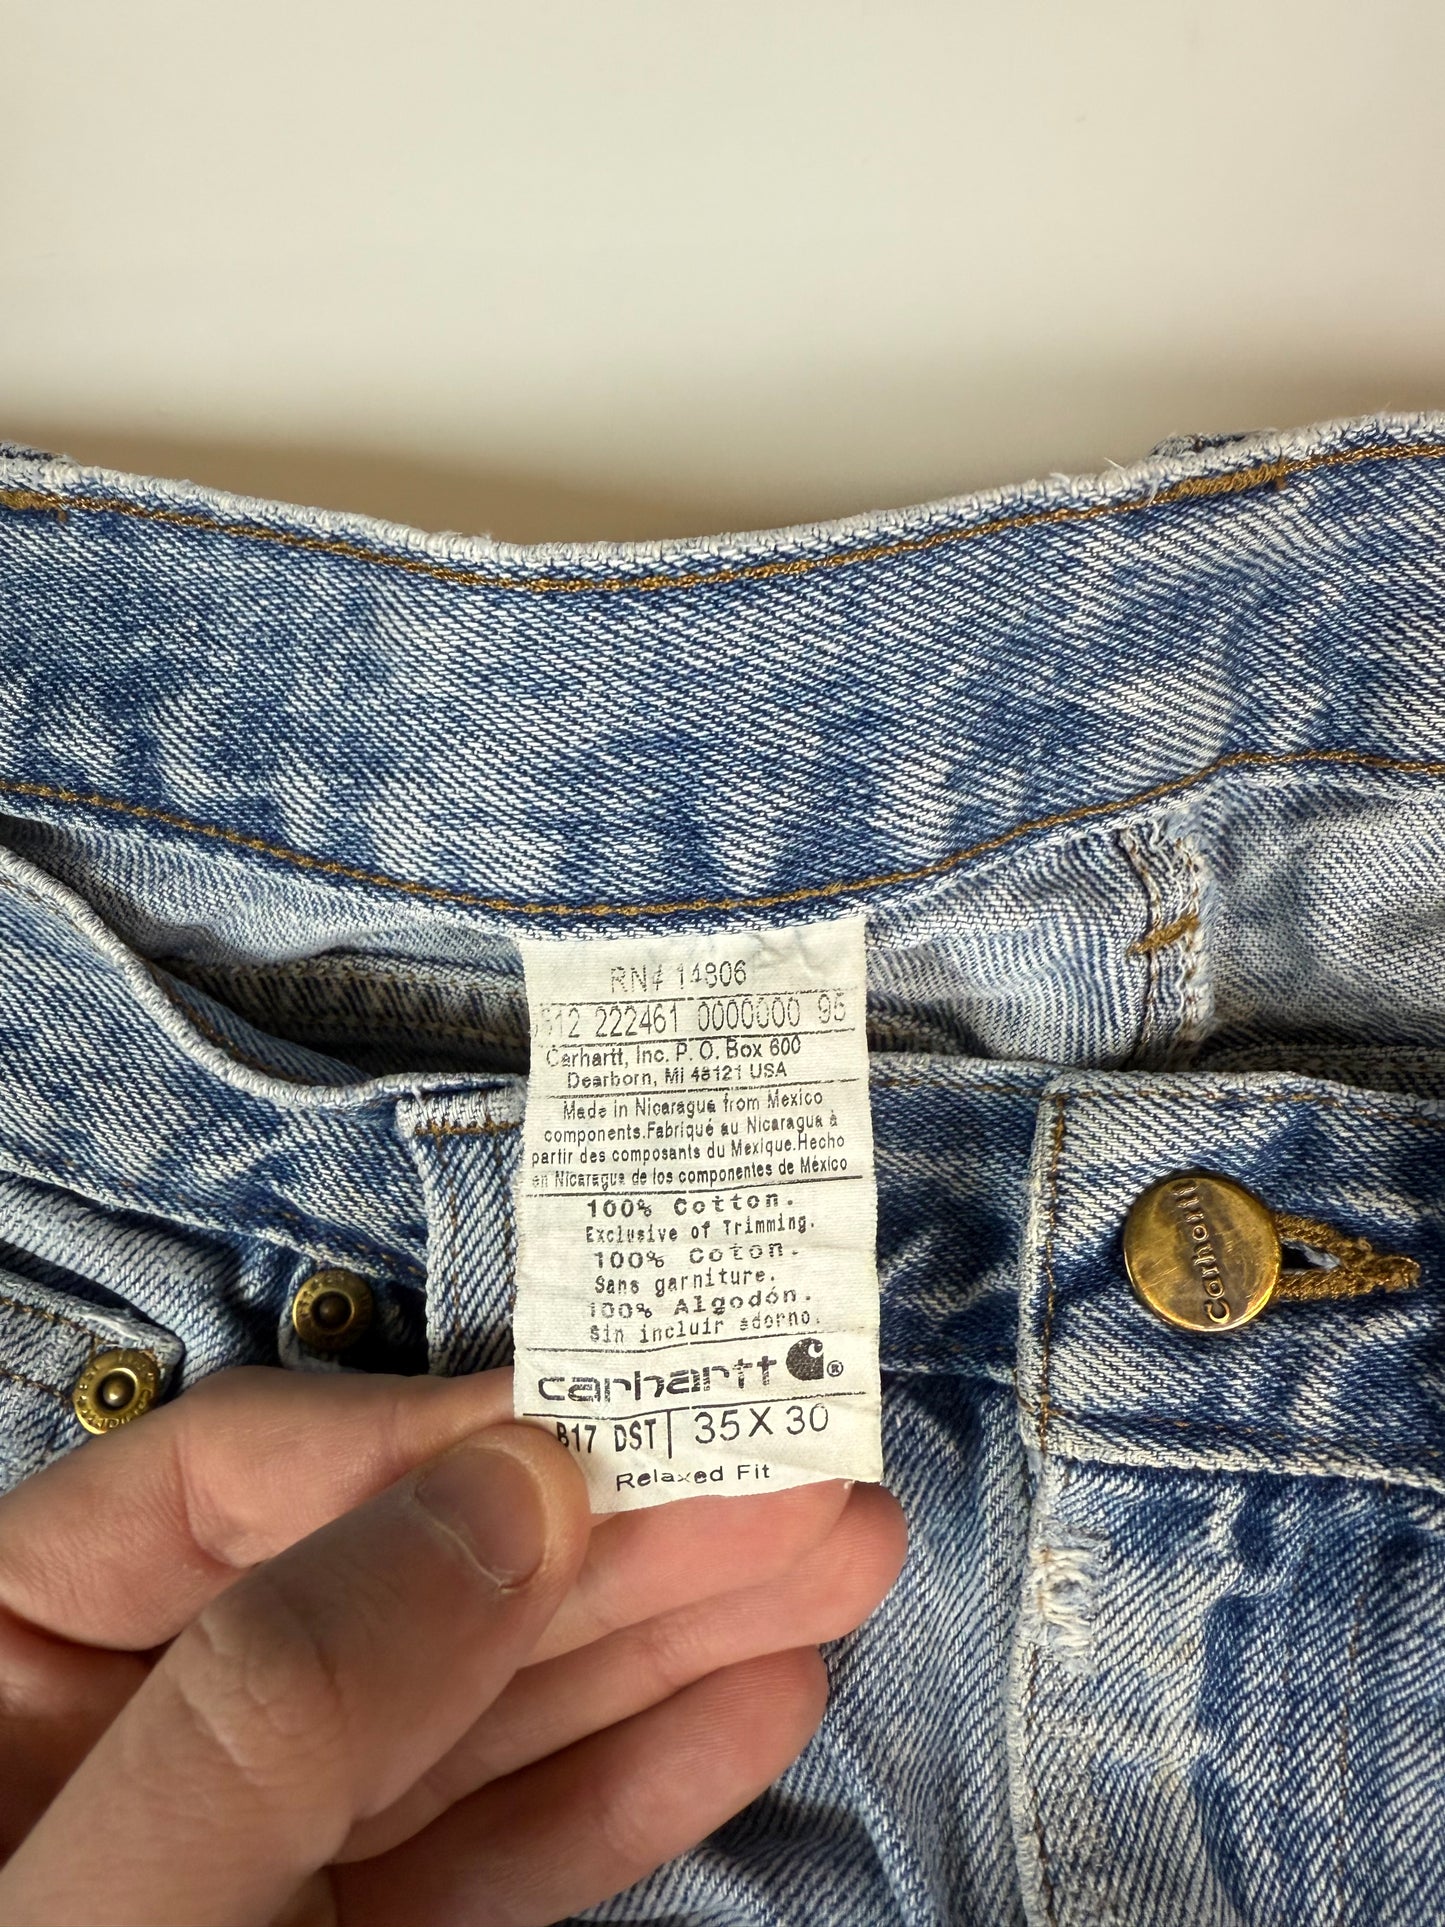 RN# 14806
312 222461 0000000 95
Carhartt, Inc. P. O. Box 600
Dearborn, MI 48121 USA
Made in Nicaragua from Mexico
components.Fabriqué au Nicaragua à
partir des composants du Mexique.Hecho
en Nicaragua de los componentes de México
100% Cotton.
Exclusive of Trimming.
100% Coton.
Sans garniture.
100% Algodón.
Sin incluir adorno.
carhartt ®
B17 DST 35 X 30
Relaxed Fit
Carhartt